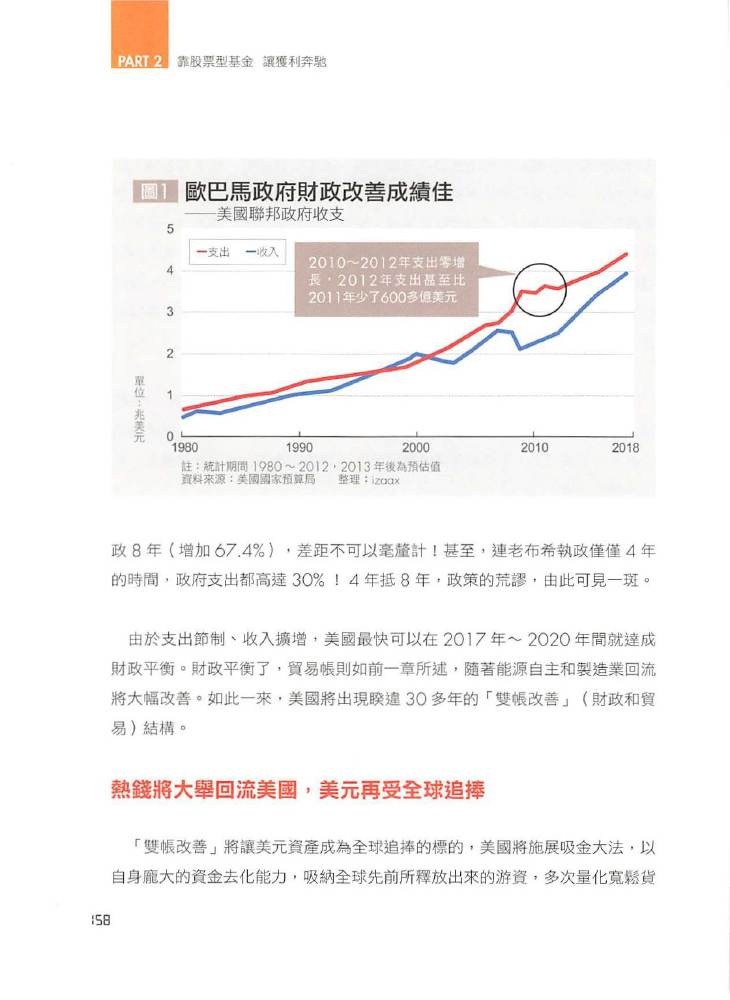 PART 2 靠股票型基金 讓獲利奔馳
圖1 歐巴馬政府財政改善成績佳
——美國聯邦政府收支
5
4
3
2
1
0
單位：兆美元
支出 收入
2010～2012年支出零增
長，2012年支出甚至比
2011年少了600多億美元
1980 1990 2000 2010 2018
註：統計期間 1980～2012，2013年後為預估值
資料來源：美國國家預算局 整理：izaax
政 8 年（增加 67.4%），差距不可以毫釐計！甚至，連老布希執政僅僅 4 年
的時間，政府支出都高達 30% ！ 4 年抵 8 年，政策的荒謬，由此可見一斑。
由於支出節制、收入擴增，美國最快可以在 2017 年～ 2020 年間就達成
財政平衡。財政平衡了，貿易帳則如前一章所述，隨著能源自主和製造業回流
將大幅改善。如此一來，美國將出現睽違 30 多年的「雙帳改善」（財政和貿
易）結構。
熱錢將大舉回流美國，美元再受全球追捧
「雙帳改善」將讓美元資產成為全球追捧的標的，美國將施展吸金大法，以
自身龐大的資金去化能力，吸納全球先前所釋放出來的游資，多次量化寬鬆貨
158